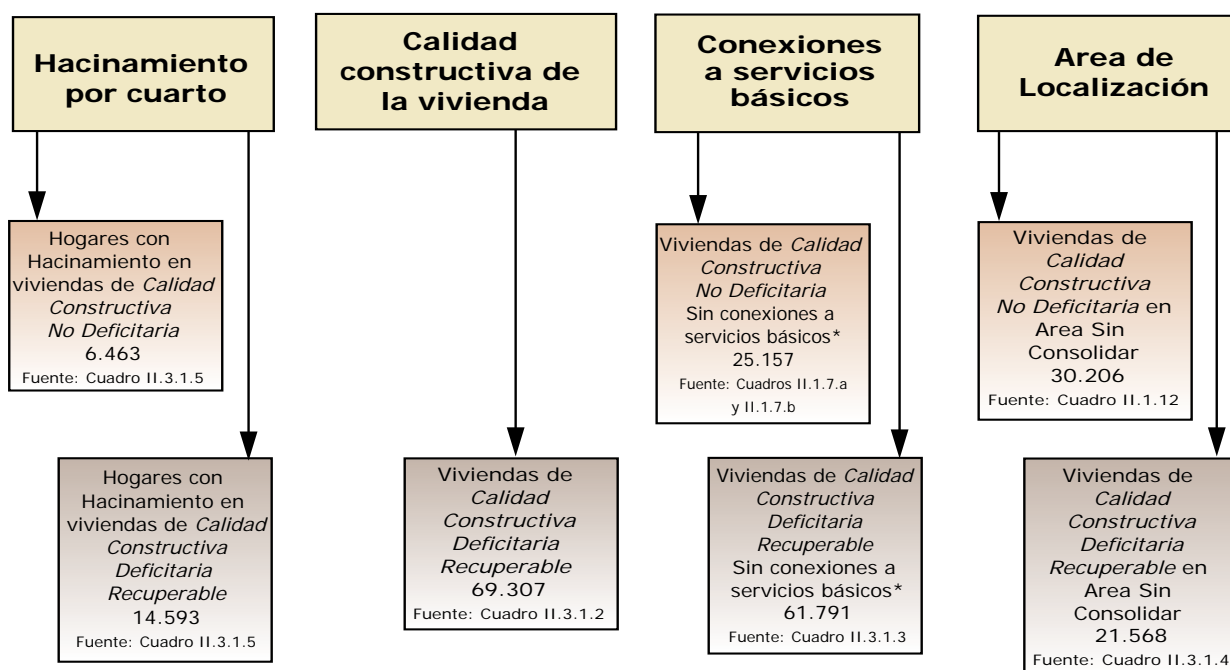 Hacinamiento
por cuarto
Calidad
constructiva de
la vivienda
Conexiones
a servicios
básicos
Area de
Localización
Hogares con
Hacinamiento en
viviendas de Calidad
Constructiva
No Deficitaria
6.463
Fuente: Cuadro II.3.1.5
Viviendas de Calidad
Constructiva
No Deficitaria
Sin conexiones a
servicios básicos*
25.157
Fuente: Cuadros II.1.7.a
y II.1.7.b
Viviendas de
Calidad
Constructiva
No Deficitaria en
Area Sin
Consolidar
30.206
Fuente: Cuadro II.1.12
Hogares con
Hacinamiento en
viviendas de Calidad
Constructiva
Deficitaria
Recuperable
14.593
Fuente: Cuadro II.3.1.5
Viviendas de
Calidad
Constructiva
Deficitaria
Recuperable
69.307
Fuente: Cuadro II.3.1.2
Viviendas de Calidad
Constructiva
Deficitaria
Recuperable
Sin conexiones a
servicios básicos*
61.791
Fuente: Cuadro II.3.1.3
Viviendas de
Calidad
Constructiva
Deficitaria
Recuperable en
Area Sin
Consolidar
21.568
Fuente: Cuadro II.3.1.4